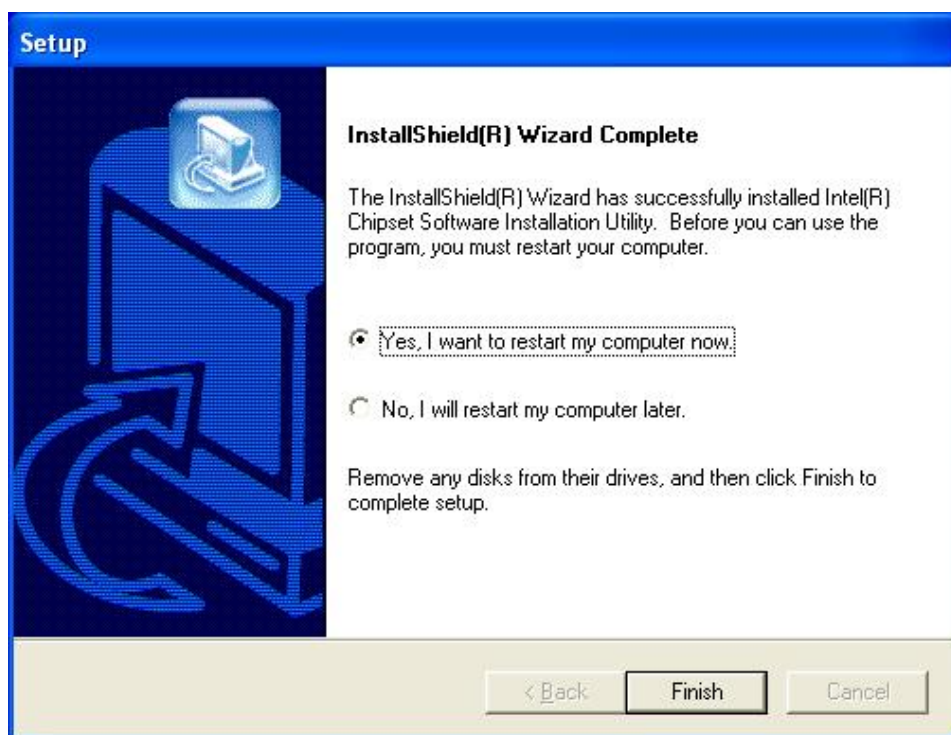 Setup
InstallShield(R) Wizard Complete
The InstallShield(R) Wizard has successfully installed Intel(R)
Chipset Software Installation Utility.  Before you can use the
program, you must restart your computer.
Yes, I want to restart my computer now.
No, I will restart my computer later.
Remove any disks from their drives, and then click Finish to
complete setup.
< Back
Finish
Cancel